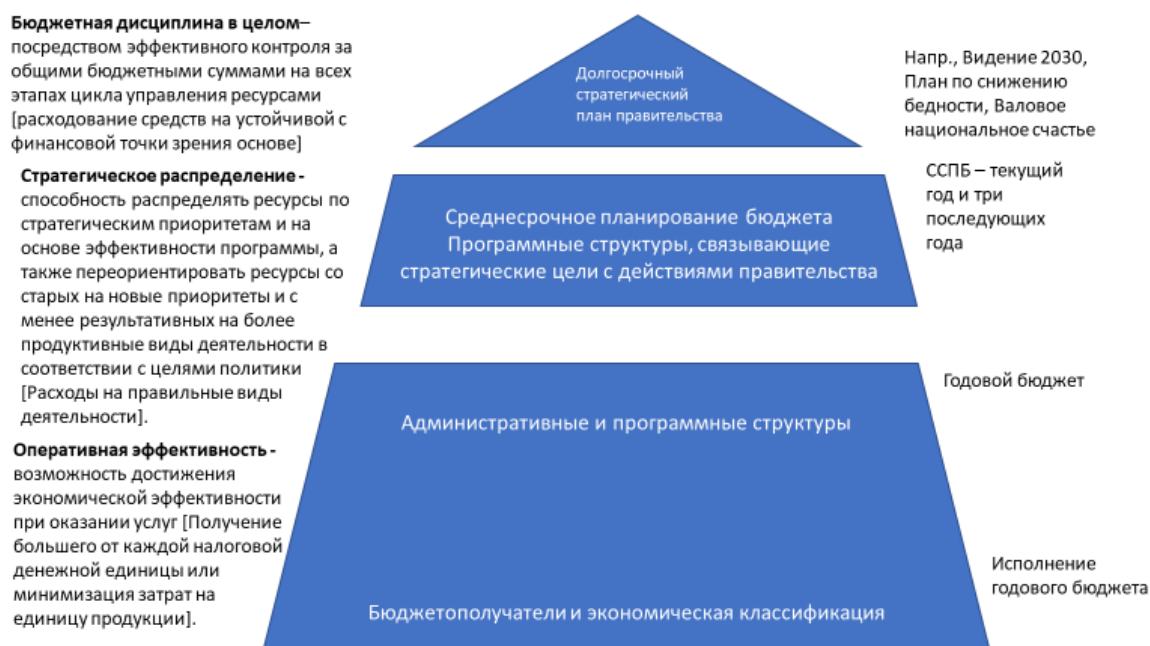 Бюджетная дисциплина в целом–
посредством эффективного контроля за
общими бюджетными суммами на всех
этапах цикла управления ресурсами
[расходование средств на устойчивой с
финансовой точки зрения основе]
Стратегическое распределение -
способность распределять ресурсы по
стратегическим приоритетам и на
основе эффективности программы, а
также переориентировать ресурсы со
старых на новые приоритеты и с
менее результативных на более
продуктивные виды деятельности в
соответствии с целями политики
[Расходы на правильные виды
деятельности].
Оперативная эффективность -
возможность достижения
экономической эффективности
при оказании услуг [Получение
большего от каждой налоговой
денежной единицы или
минимизация затрат на
единицу продукции].
Долгосрочный
стратегический
план правительства
Среднесрочное планирование бюджета
Программные структуры, связывающие
стратегические цели с действиями правительства
Административные и программные структуры
Бюджетополучатели и экономическая классификация
Напр., Видение 2030,
План по снижению
бедности, Валовое
национальное счастье
ССПБ – текущий
год и три
последующих
года
Годовой бюджет
Исполнение
годового бюджета